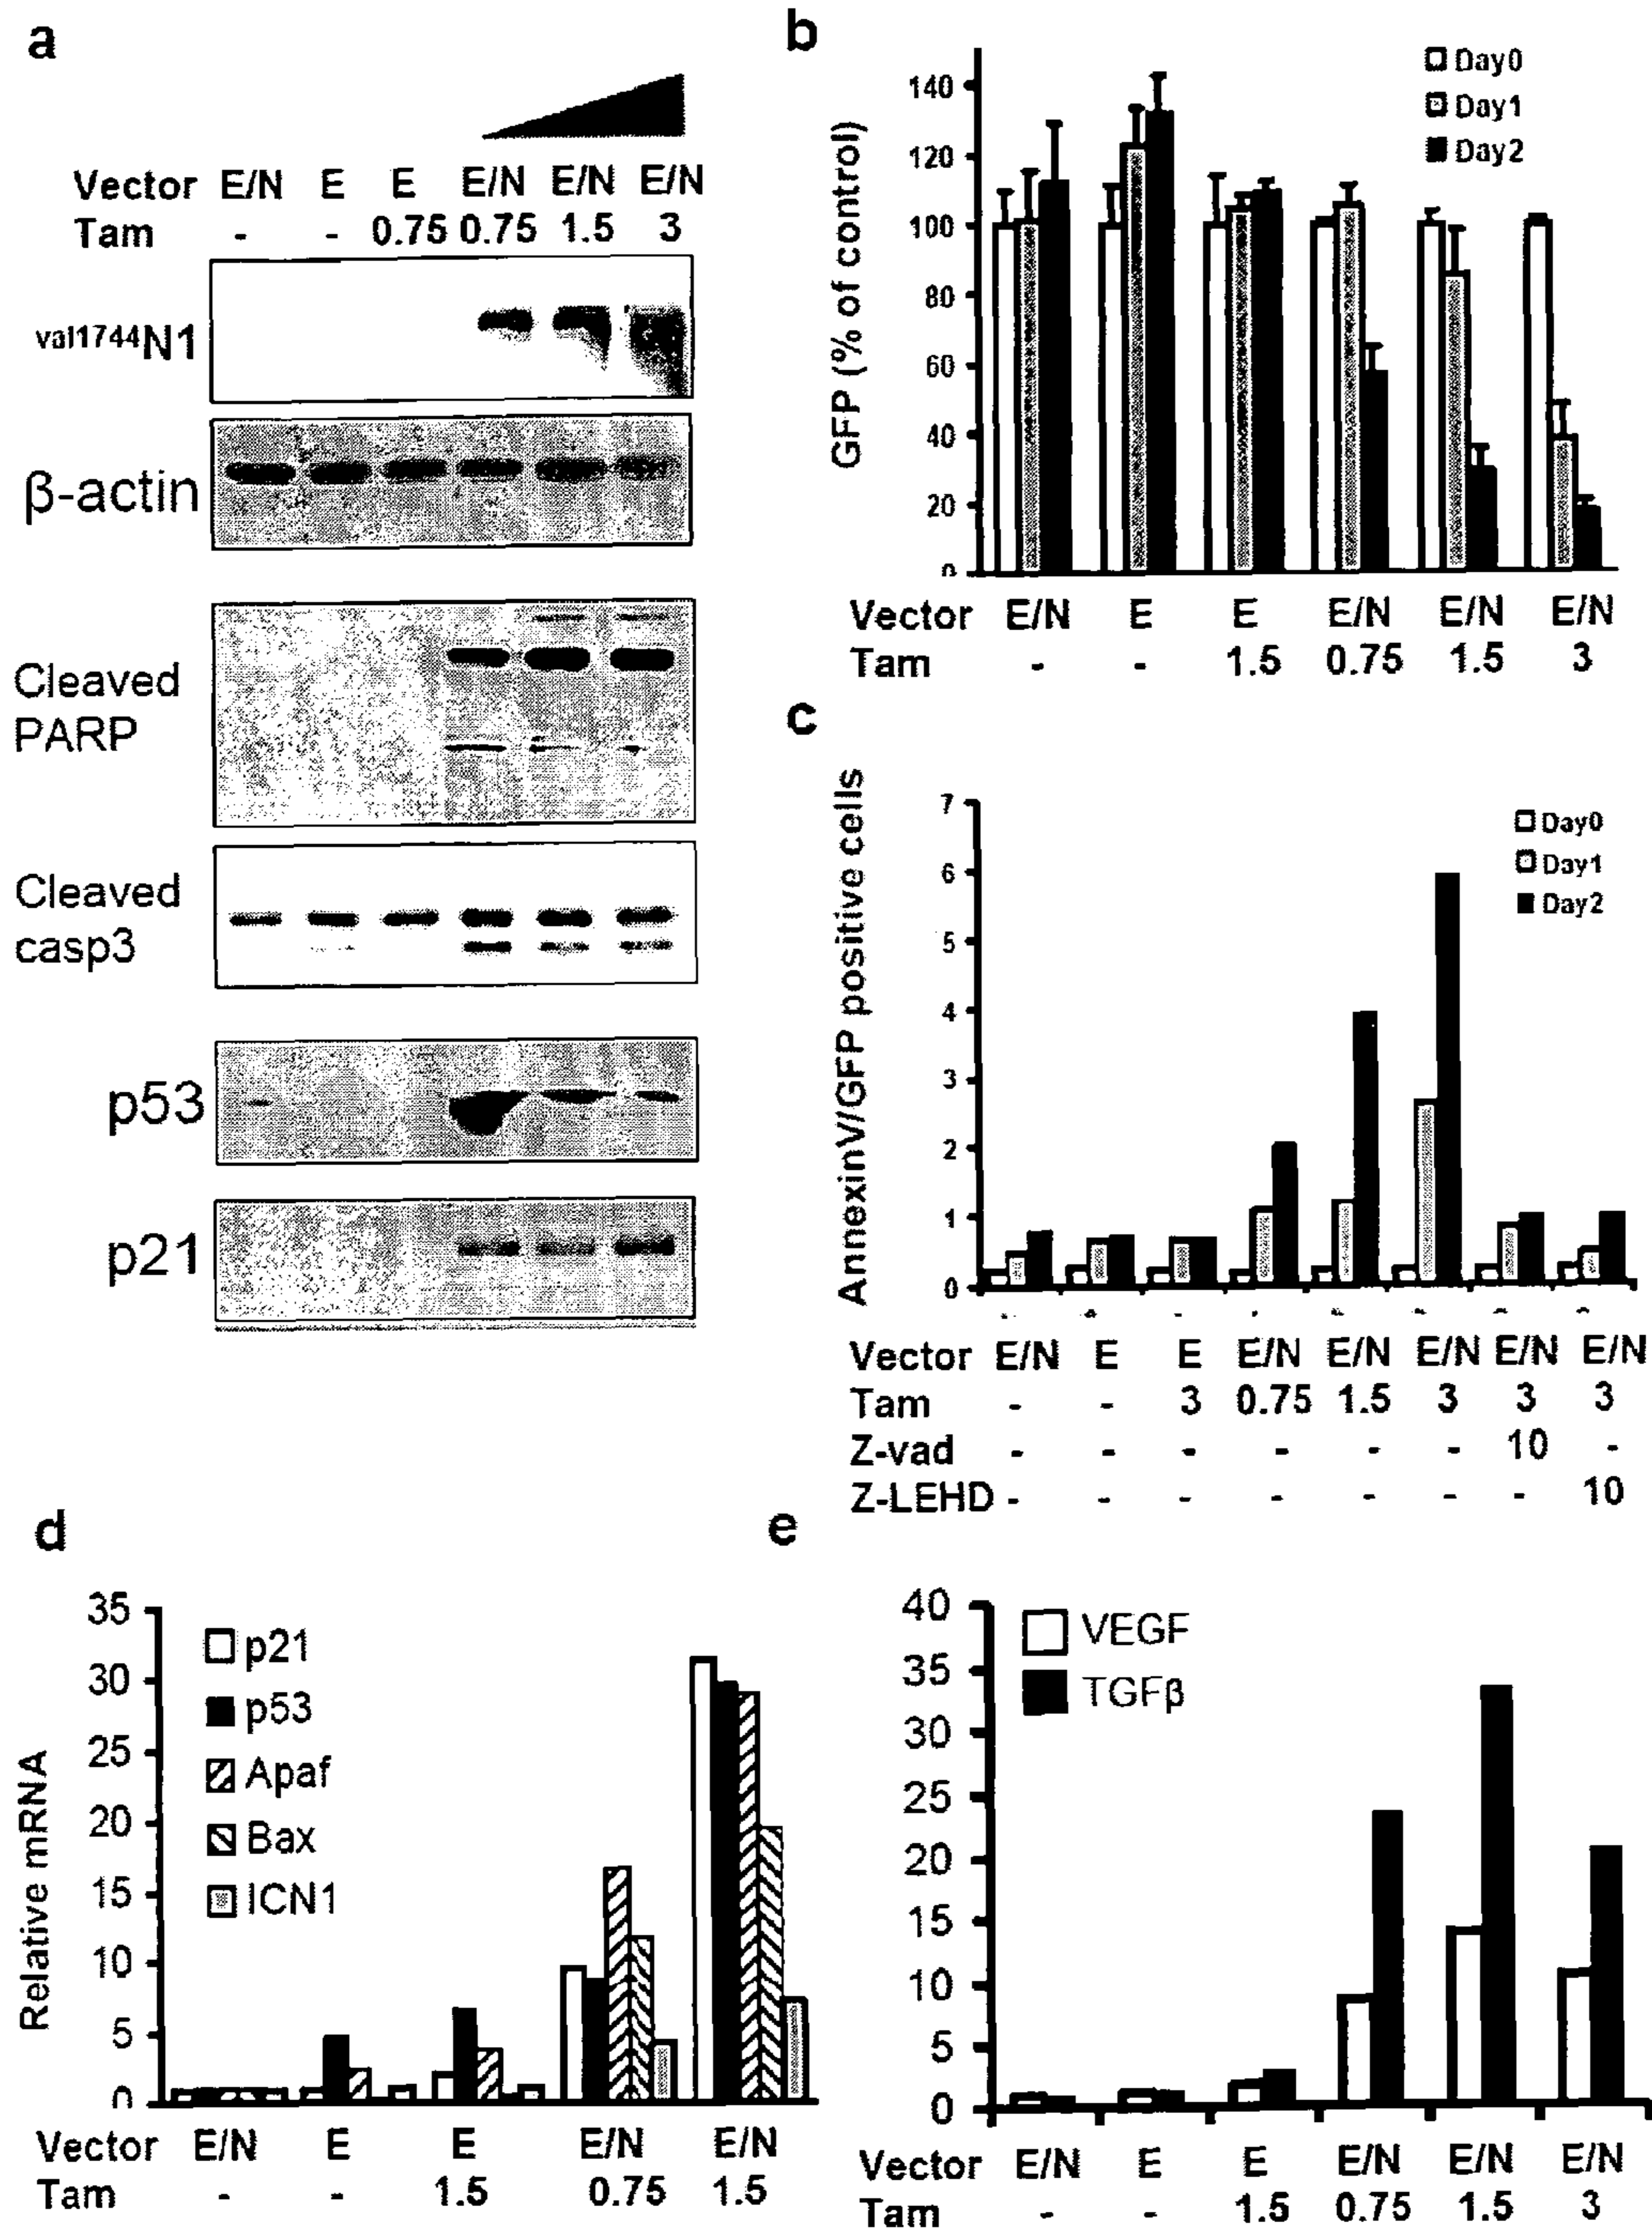 a
Vector E/N E E E/N E/N E/N
Tam - - 0.75 0.75 1.5 3
val1744N1
β-actin
Cleaved
PARP
Cleaved
casp3
p53
p21
b
Day0
Day1
Day2
GFP (% of control)
140
120
100
80
60
40
20
0
Vector E/N E E E/N E/N E/N
Tam - - 1.5 0.75 1.5 3
c
Day0
Day1
Day2
AnnexinV/GFP positive cells
7
6
5
4
3
2
1
0
Vector E/N E E E/N E/N E/N E/N E/N
Tam - - 3 0.75 1.5 3 3 3
Z-vad - - - - - - 10 -
Z-LEHD - - - - - - - 10
d
p21
p53
Apaf
Bax
ICN1
Relative mRNA
35
30
25
20
15
10
5
0
Vector E/N E E E/N E/N
Tam - - 1.5 0.75 1.5
e
VEGF
TGFβ
40
35
30
25
20
15
10
5
0
Vector E/N E E E/N E/N E/N
Tam - - 1.5 0.75 1.5 3